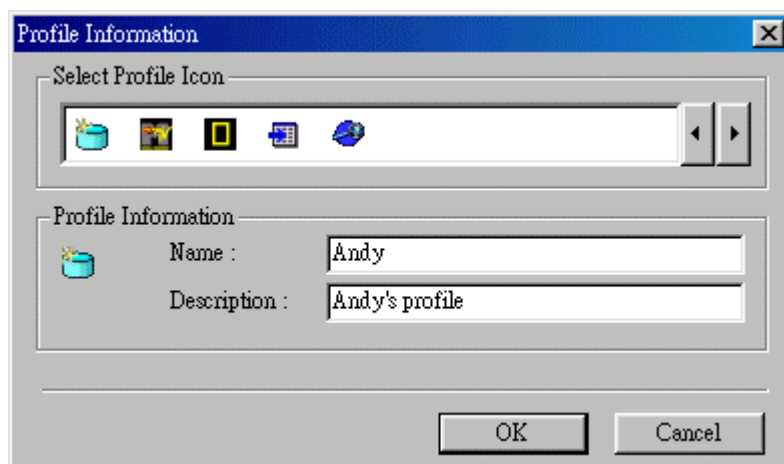 Profile Information
Select Profile Icon
Profile Information
Name : Andy
Description : Andy's profile
OK Cancel